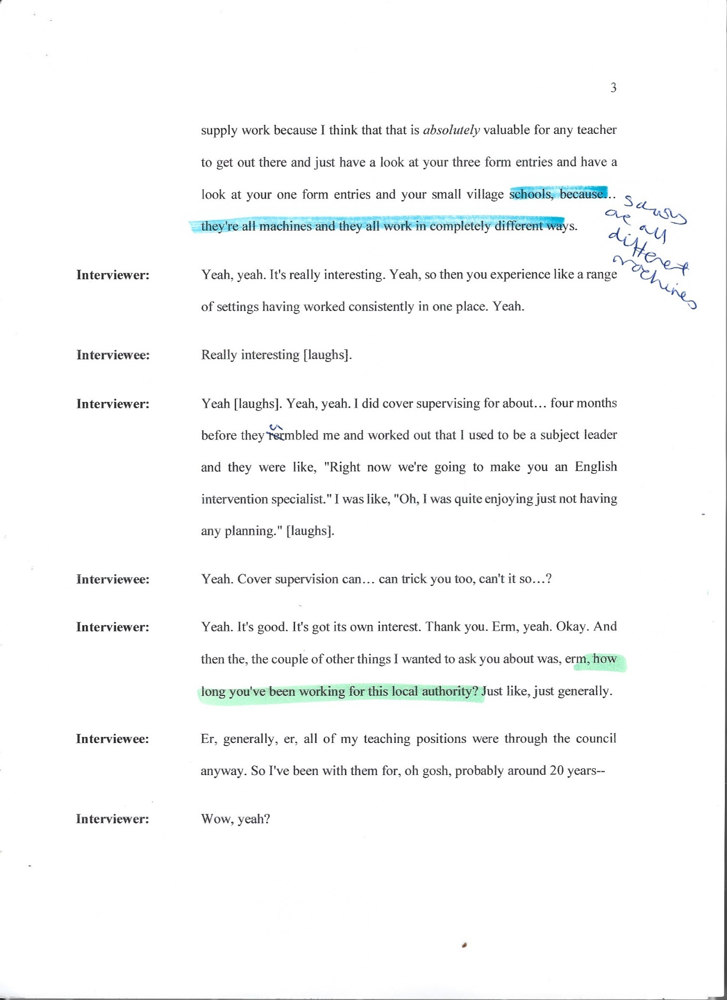 3
supply work because I think that that is absolutely valuable for any teacher
to get out there and just have a look at your three form entries and have a
look at your one form entries and your small village schools, because...
they're all machines and they all work in completely different ways.
schools
are all
different
machines
Interviewer: Yeah, yeah. It's really interesting. Yeah, so then you experience like a range
of settings having worked consistently in one place. Yeah.
Interviewee: Really interesting [laughs].
Interviewer: Yeah [laughs]. Yeah, yeah. I did cover supervising for about... four months
u
before they rermbled me and worked out that I used to be a subject leader
and they were like, "Right now we're going to make you an English
intervention specialist." I was like, "Oh, I was quite enjoying just not having
any planning." [laughs].
Interviewee: Yeah. Cover supervision can... can trick you too, can't it so...?
Interviewer: Yeah. It's good. It's got its own interest. Thank you. Erm, yeah. Okay. And
then the, the couple of other things I wanted to ask you about was, erm, how
long you've been working for this local authority? Just like, just generally.
Interviewee: Er, generally, er, all of my teaching positions were through the council
anyway. So I've been with them for, oh gosh, probably around 20 years--
Interviewer: Wow, yeah?